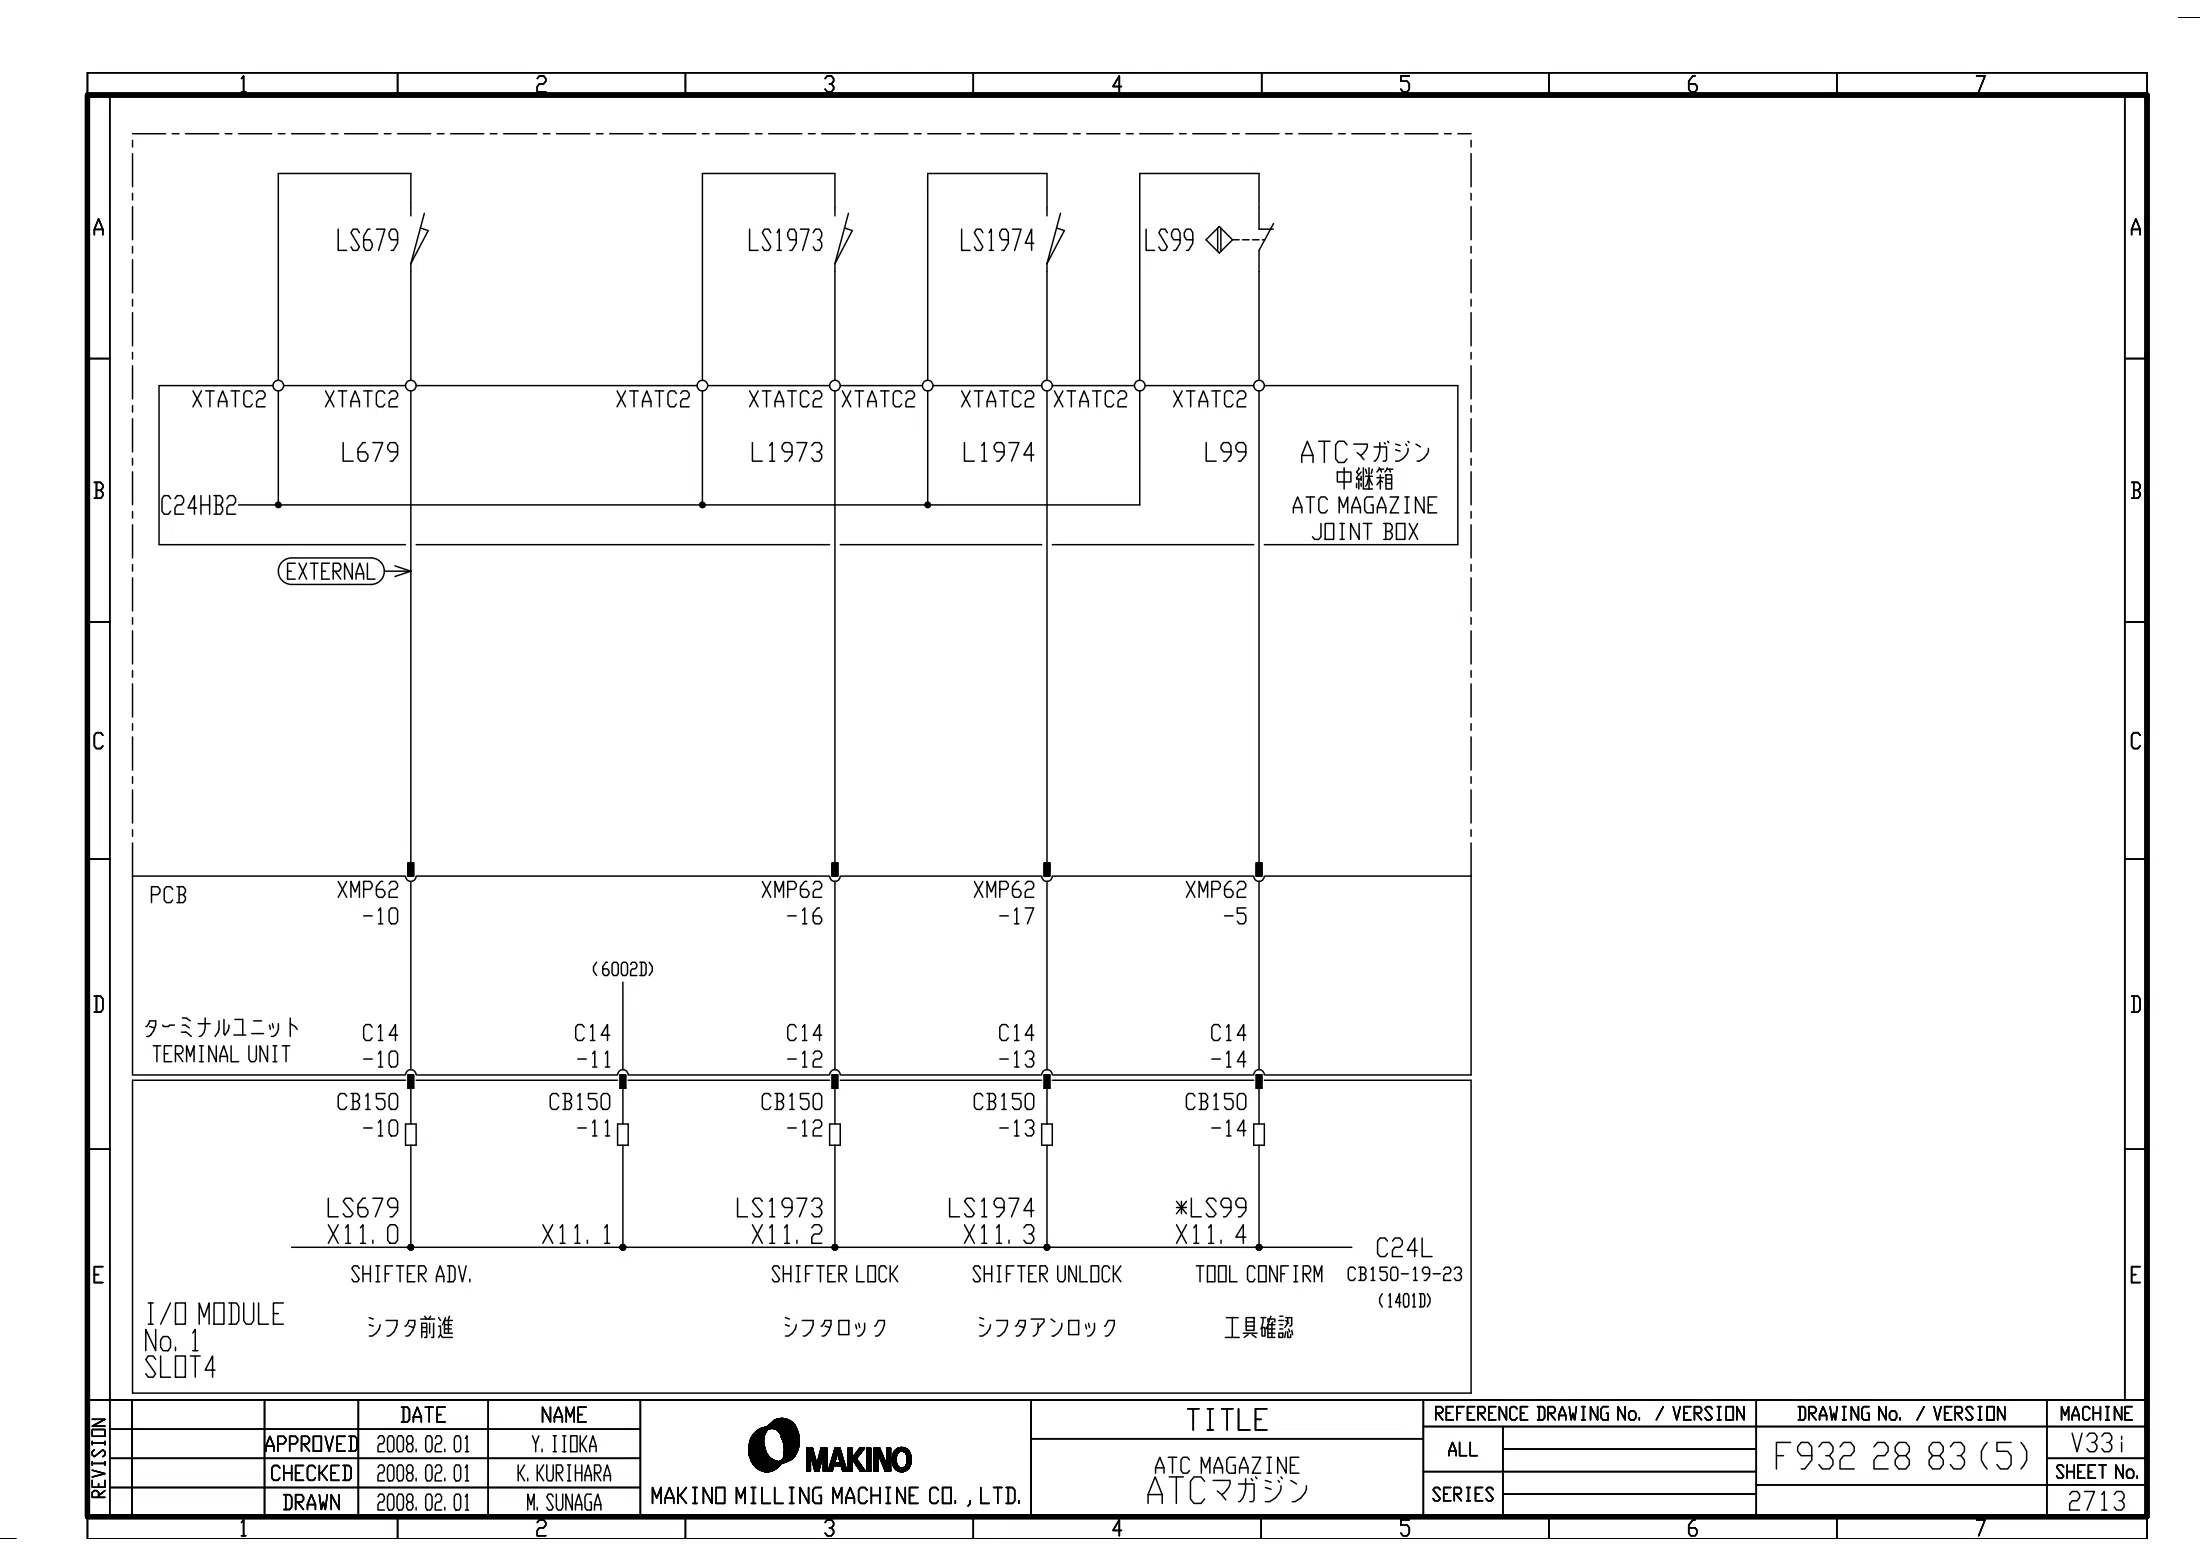 1 2 3 4 5 6 7
A A
LS679 LS1973 LS1974 LS99
XTATC2 XTATC2 XTATC2 XTATC2 XTATC2 XTATC2 XTATC2 XTATC2
L679 L1973 L1974 L99
ATCマガジン
中継箱
ATC MAGAZINE
JOINT BOX
B B
C24HB2
EXTERNAL
C C
PCB
XMP62 XMP62 XMP62 XMP62
-10 -16 -17 -5
(6002D)
D D
ターミナルユニット
TERMINAL UNIT
C14 C14 C14 C14 C14
-10 -11 -12 -13 -14
CB150 CB150 CB150 CB150 CB150
-10 -11 -12 -13 -14
LS679 LS1973 LS1974 *LS99
X11.0 X11.1 X11.2 X11.3 X11.4
C24L
CB150-19-23
(1401D)
E E
SHIFTER ADV. SHIFTER LOCK SHIFTER UNLOCK TOOL CONFIRM
シフタ前進 シフタロック シフタアンロック 工具確認
I/O MODULE
No.1
SLOT4
REVISION
DATE NAME
APPROVED 2008.02.01 Y.IIOKA
CHECKED 2008.02.01 K.KURIHARA
DRAWN 2008.02.01 M.SUNAGA
MAKINO
MAKINO MILLING MACHINE CO.,LTD.
TITLE
ATC MAGAZINE
ATCマガジン
REFERENCE DRAWING No. / VERSION
ALL
SERIES
DRAWING No. / VERSION
F932 28 83(5)
MACHINE
V33i
SHEET No.
2713
1 2 3 4 5 6 7